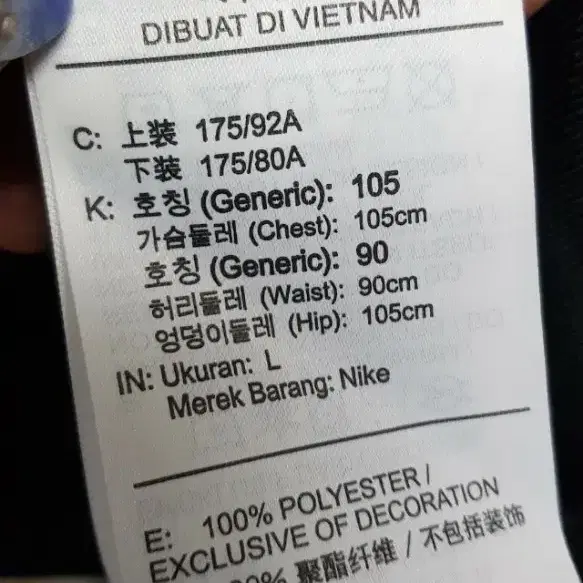 DIBUAT DI VIETNAM
C: 上装 175/92A
下装 175/80A
K: 호칭 (Generic): 105
가슴둘레 (Chest): 105cm
호칭 (Generic): 90
허리둘레 (Waist): 90cm
엉덩이둘레 (Hip): 105cm
IN: Ukuran: L
Merek Barang: Nike
E: 100% POLYESTER /
EXCLUSIVE OF DECORATION
聚酯纤维 / 不包括装饰